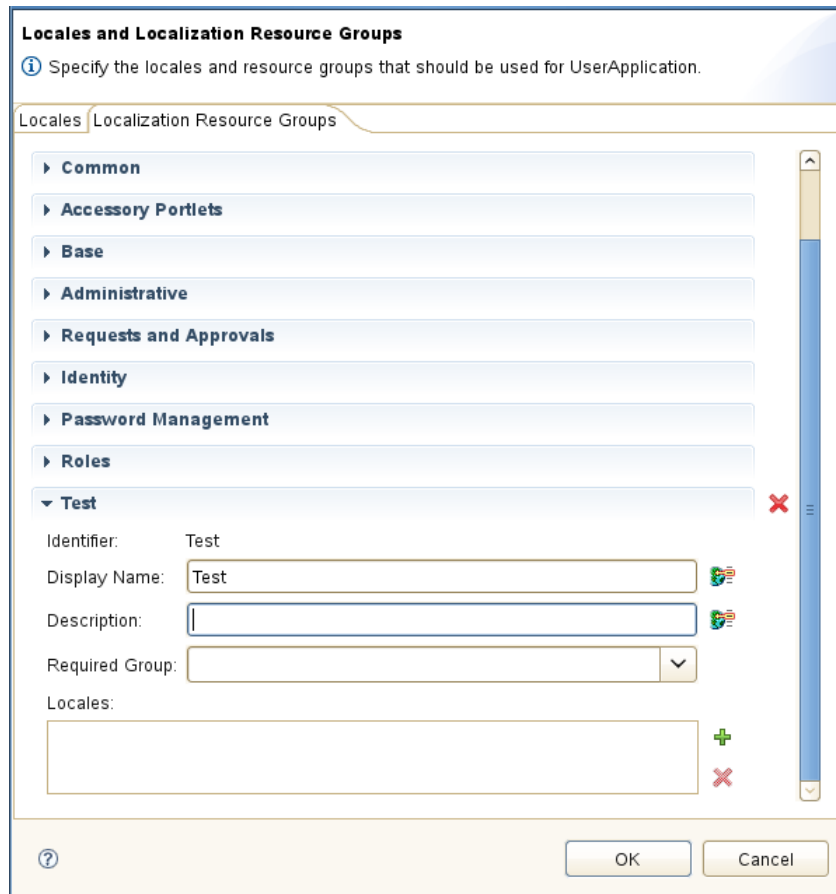 Locales and Localization Resource Groups
Specify the locales and resource groups that should be used for UserApplication.
Locales Localization Resource Groups
Common
Accessory Portlets
Base
Administrative
Requests and Approvals
Identity
Password Management
Roles
Test
Identifier: Test
Display Name: Test
Description:
Required Group:
Locales:
OK Cancel